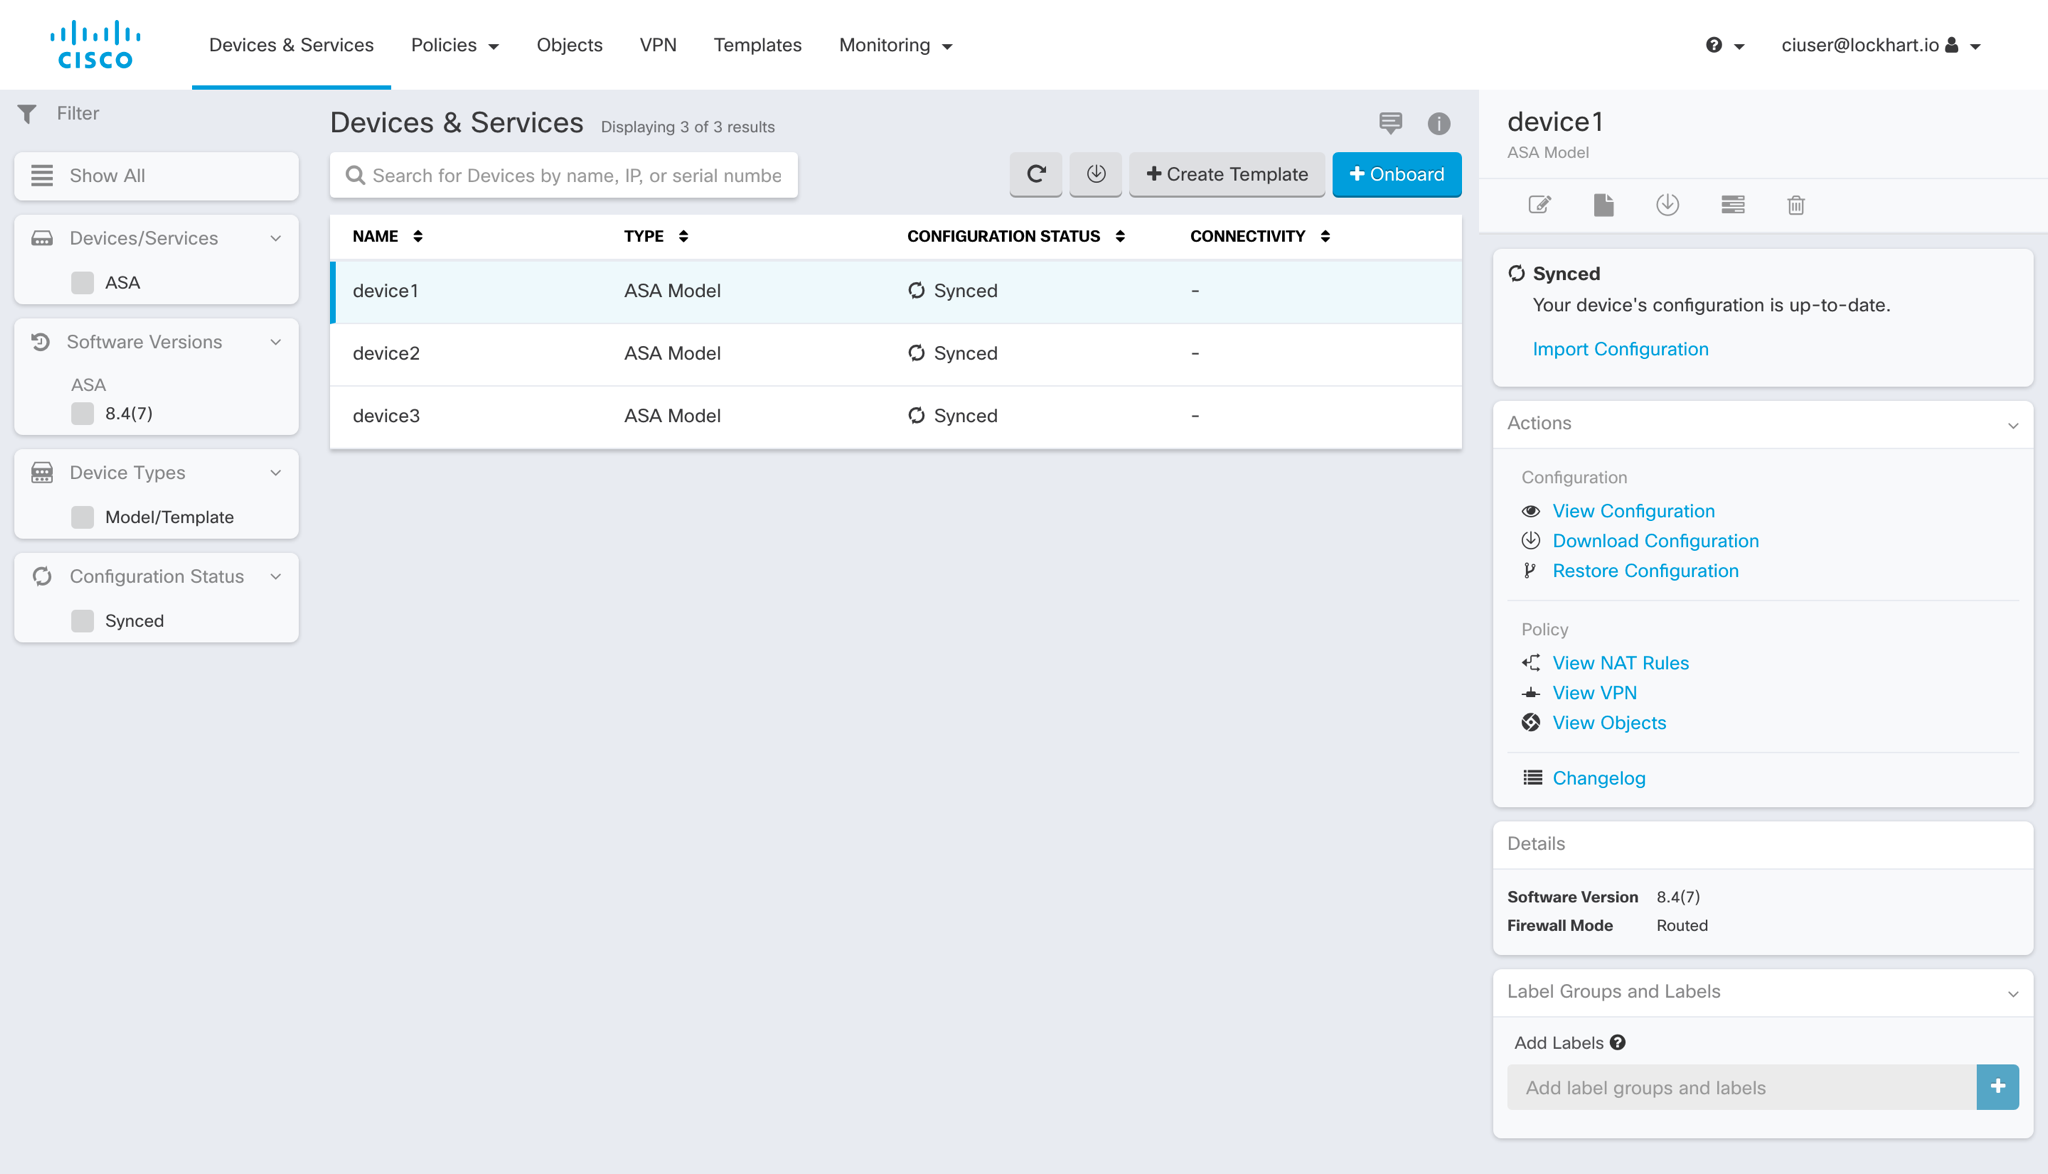 CISCO
Devices & Services
Policies
Objects
VPN
Templates
Monitoring
ciuser@lockhart.io
Filter
Show All
Devices/Services
ASA
Software Versions
ASA
8.4(7)
Device Types
Model/Template
Configuration Status
Synced
Devices & Services Displaying 3 of 3 results
Search for Devices by name, IP, or serial numbe
Create Template
Onboard
NAME TYPE CONFIGURATION STATUS CONNECTIVITY
device1 ASA Model Synced -
device2 ASA Model Synced -
device3 ASA Model Synced -
device1
ASA Model
Synced
Your device's configuration is up-to-date.
Import Configuration
Actions
Configuration
View Configuration
Download Configuration
Restore Configuration
Policy
View NAT Rules
View VPN
View Objects
Changelog
Details
Software Version 8.4(7)
Firewall Mode Routed
Label Groups and Labels
Add Labels
Add label groups and labels